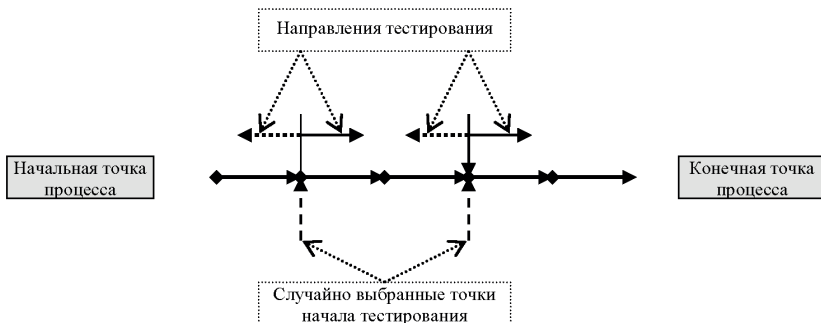 Направления тестирования
Начальная точка
процесса
Конечная точка
процесса
Случайно выбранные точки
начала тестирования